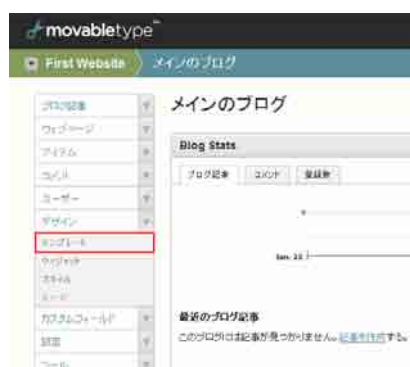 movabletype™
First Website
メインのブログ
ブログ記事
ウェブページ
アイテム
コメント
ユーザー
デザイン
テンプレート
ウィジェット
スタイル
テーマ
カスタムフィールド
設定
ツール
メインのブログ
Blog Stats
ブログ記事 コメント 登録数
Jan. 23
最近のブログ記事
このブログには記事が見つかりません。記事を作成する。